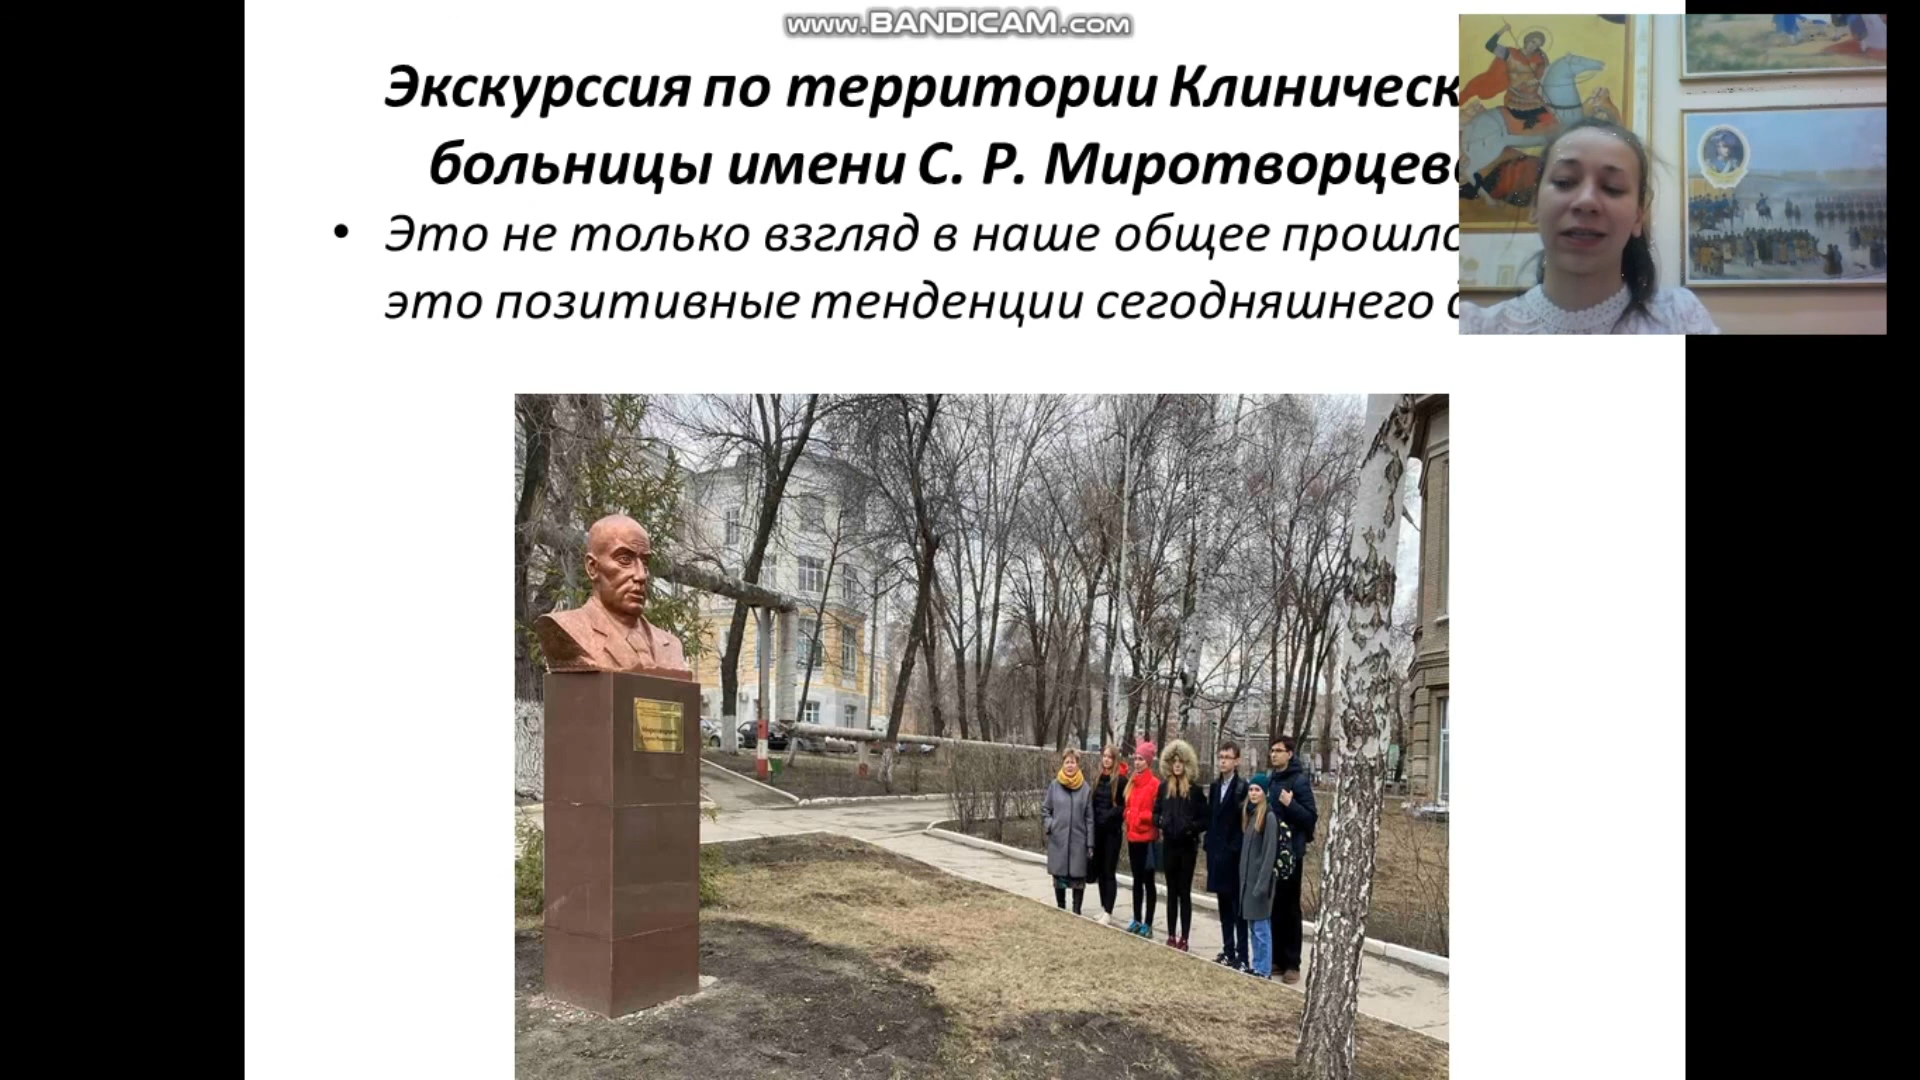 www.BANDICAM.com
Экскурссия по территории Клиническ
больницы имени С. Р. Миротворцев
• Это не только взгляд в наше общее прошло
это позитивные тенденции сегодняшнего